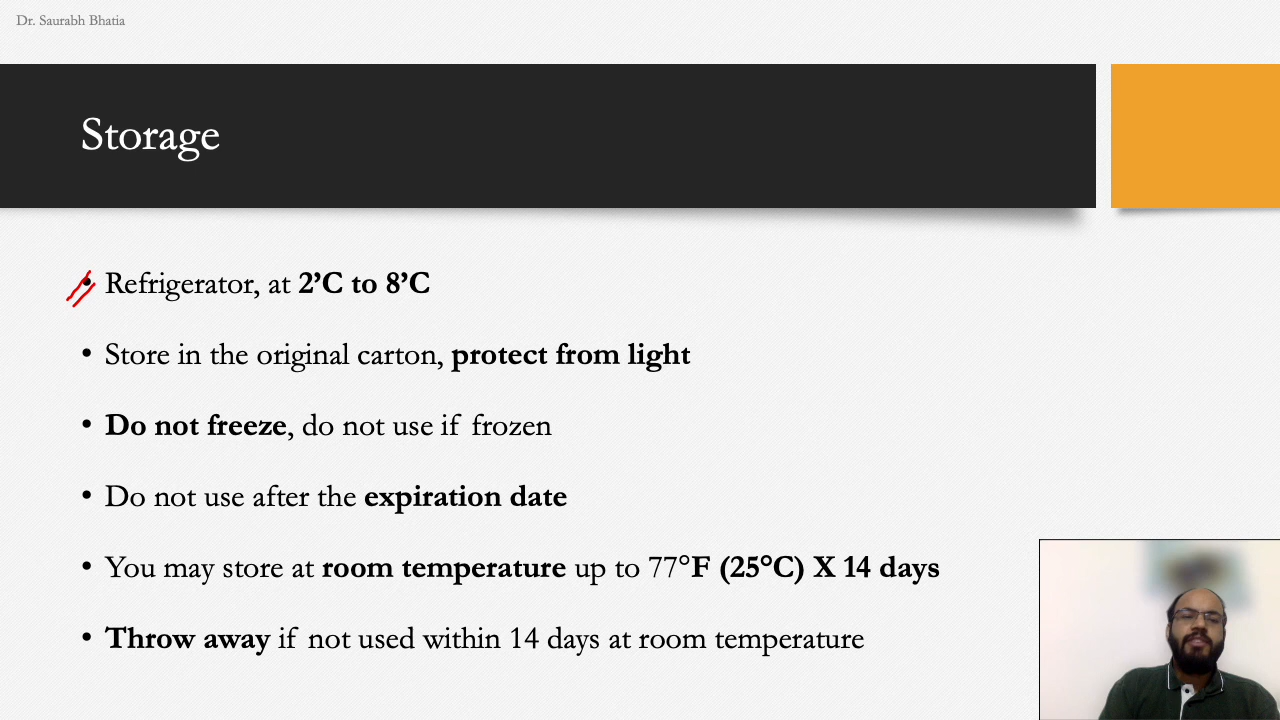 Dr. Saurabh Bhatia
Storage
• Refrigerator, at 2’C to 8’C
• Store in the original carton, protect from light
• Do not freeze, do not use if frozen
• Do not use after the expiration date
• You may store at room temperature up to 77°F (25°C) X 14 days
• Throw away if not used within 14 days at room temperature